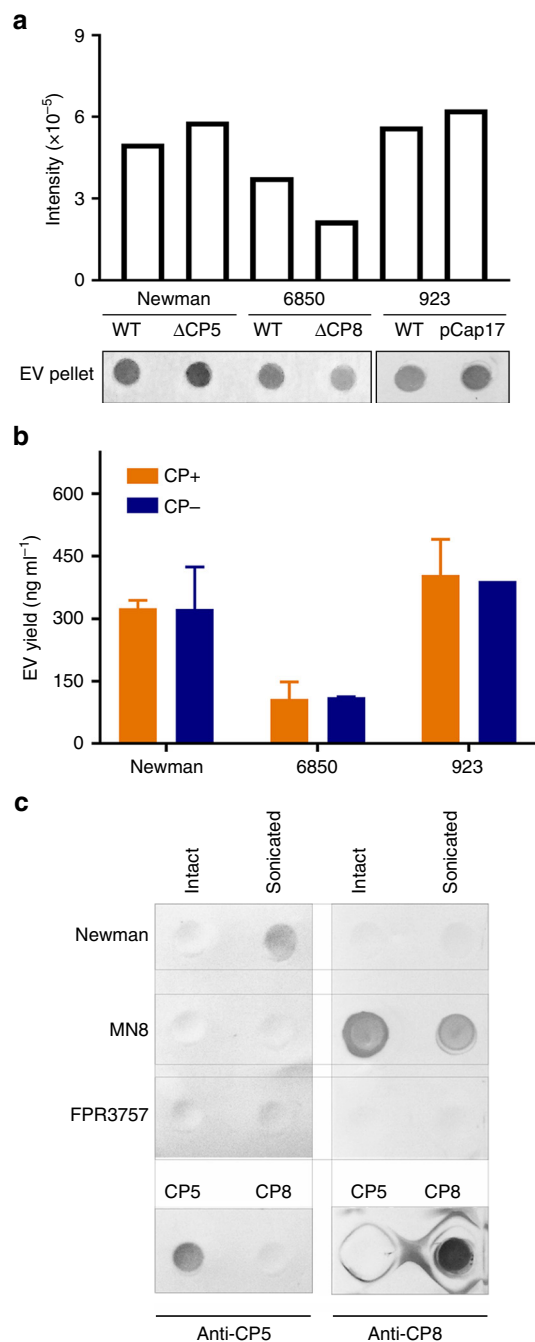 a
Intensity (×10⁻⁵)
9
6
3
0
Newman 6850 923
WT ΔCP5 WT ΔCP8 WT pCap17
EV pellet
b
EV yield (ng ml⁻¹)
600
450
300
150
0
CP+
CP−
Newman 6850 923
c
Intact Sonicated Intact Sonicated
Newman
MN8
FPR3757
CP5 CP8 CP5 CP8
Anti-CP5 Anti-CP8